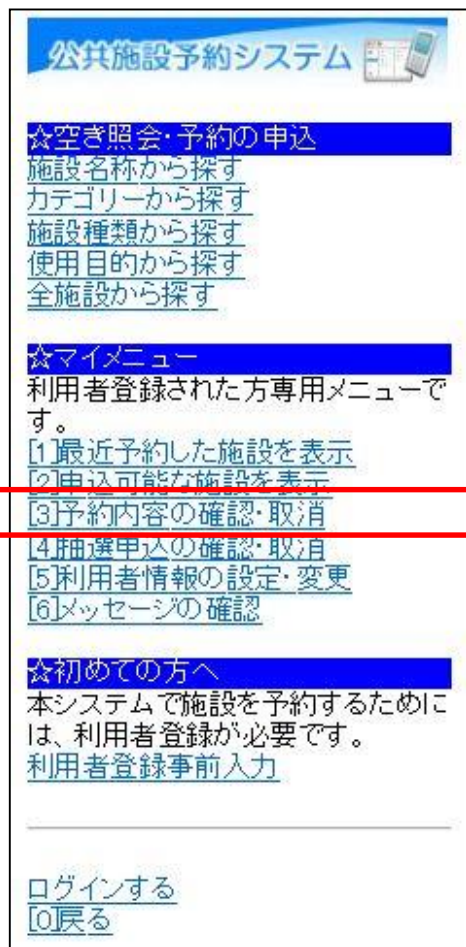 公共施設予約システム
☆空き照会・予約の申込
施設名称から探す
カテゴリーから探す
施設種類から探す
使用目的から探す
全施設から探す
☆マイメニュー
利用者登録された方専用メニューで
す。
[1]最近予約した施設を表示
[2]申込可能な施設を表示
[3]予約内容の確認・取消
[4]抽選申込の確認・取消
[5]利用者情報の設定・変更
[6]メッセージの確認
☆初めての方へ
本システムで施設を予約するために
は、利用者登録が必要です。
利用者登録事前入力
ログインする
[0]戻る